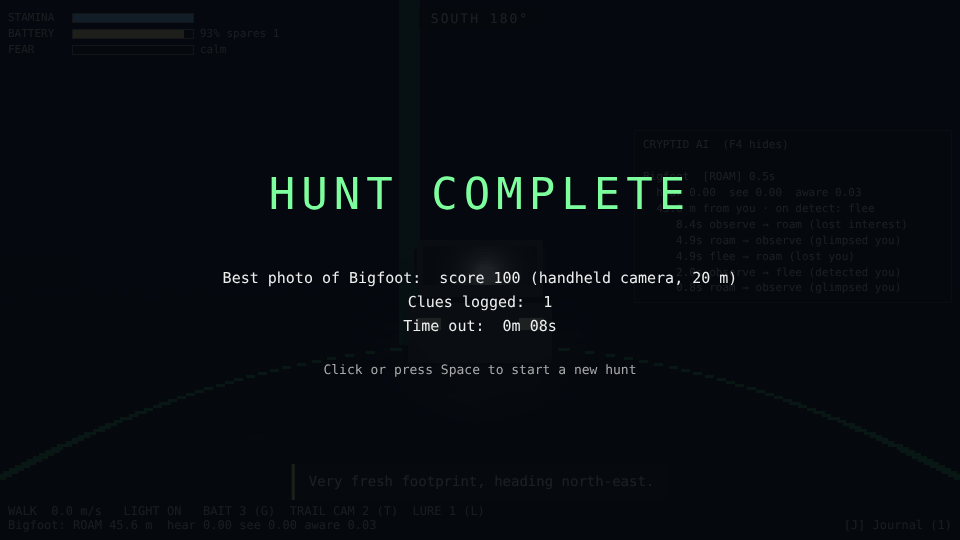 STAMINA
BATTERY 93% spares 1
FEAR calm
SOUTH 180°
CRYPTID AI (F4 hides)
[ROAM] 0.5s
0.00 see 0.00 aware 0.03
m from you · on detect: flee
8.4s observe → roam (lost interest)
4.9s roam → observe (glimpsed you)
4.9s flee → roam (lost you)
observe → flee (detected you)
0.8s roam → observe (glimpsed you)
HUNT COMPLETE
Best photo of Bigfoot: score 100 (handheld camera, 20 m)
Clues logged: 1
Time out: 0m 08s
Click or press Space to start a new hunt
Very fresh footprint, heading north-east.
WALK 0.0 m/s LIGHT ON BAIT 3 (G) TRAIL CAM 2 (T) LURE 1 (L)
Bigfoot: ROAM 45.6 m hear 0.00 see 0.00 aware 0.03
[J] Journal (1)